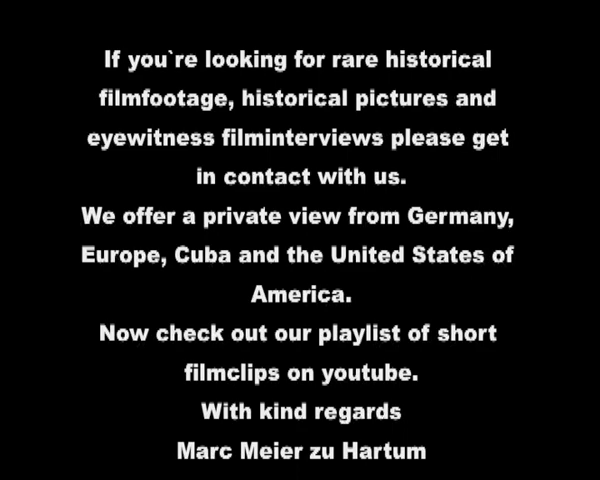 If you`re looking for rare historical
filmfootage, historical pictures and
eyewitness filminterviews please get
in contact with us.
We offer a private view from Germany,
Europe, Cuba and the United States of
America.
Now check out our playlist of short
filmclips on youtube.
With kind regards
Marc Meier zu Hartum